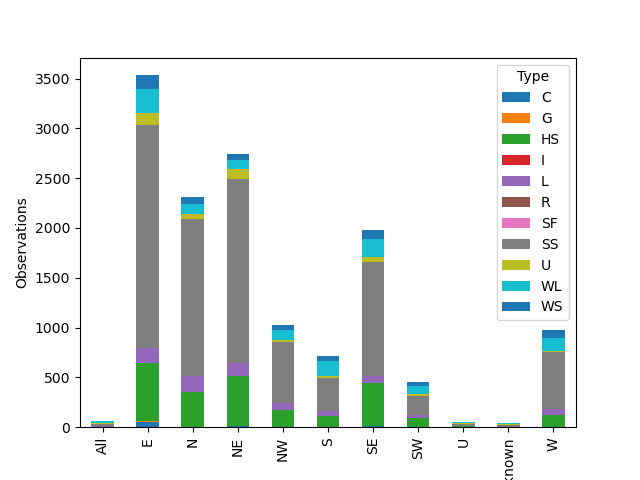 Observations
3500
3000
2500
2000
1500
1000
500
0
All
E
N
NE
NW
S
SE
SW
U
known
W
Type
C
G
HS
I
L
R
SF
SS
U
WL
WS